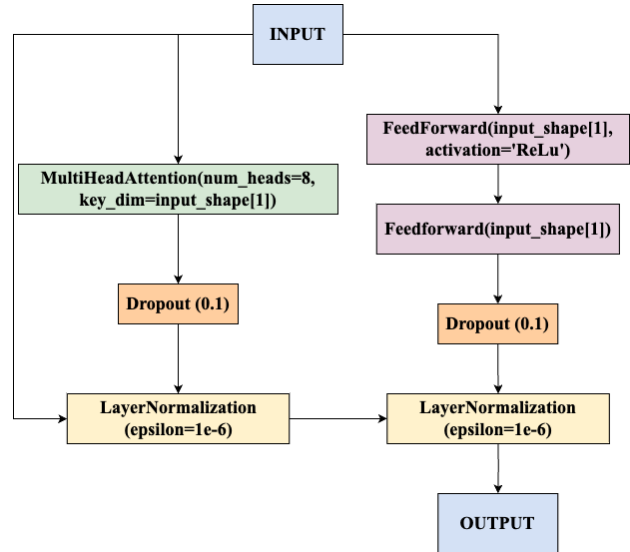 INPUT
FeedForward(input_shape[1],
activation='ReLu')
MultiHeadAttention(num_heads=8,
key_dim=input_shape[1])
Feedforward(input_shape[1])
Dropout (0.1)
Dropout (0.1)
LayerNormalization
(epsilon=1e-6)
LayerNormalization
(epsilon=1e-6)
OUTPUT